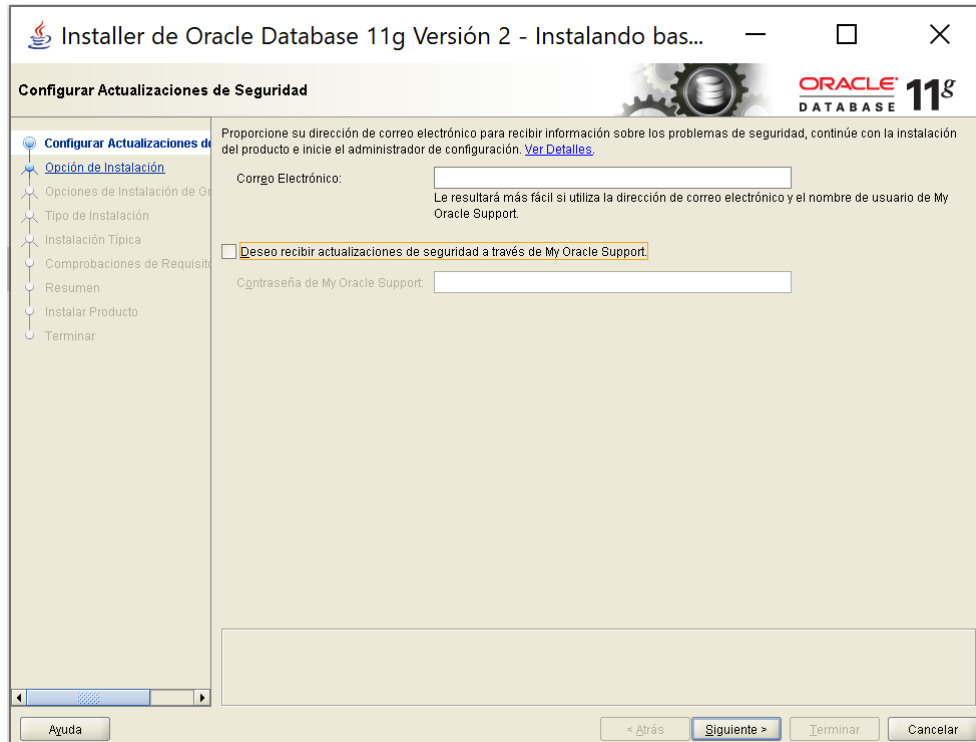 Installer de Oracle Database 11g Versión 2 - Instalando bas...
Configurar Actualizaciones de Seguridad
ORACLE
DATABASE
11g
Configurar Actualizaciones de
Opción de Instalación
Opciones de Instalación de Gr
Tipo de Instalación
Instalación Típica
Comprobaciones de Requisito
Resumen
Instalar Producto
Terminar
Proporcione su dirección de correo electrónico para recibir información sobre los problemas de seguridad, continúe con la instalación
del producto e inicie el administrador de configuración. Ver Detalles.
Correo Electrónico:
Le resultará más fácil si utiliza la dirección de correo electrónico y el nombre de usuario de My
Oracle Support.
Deseo recibir actualizaciones de seguridad a través de My Oracle Support.
Contraseña de My Oracle Support:
Ayuda
< Atrás
Siguiente >
Terminar
Cancelar